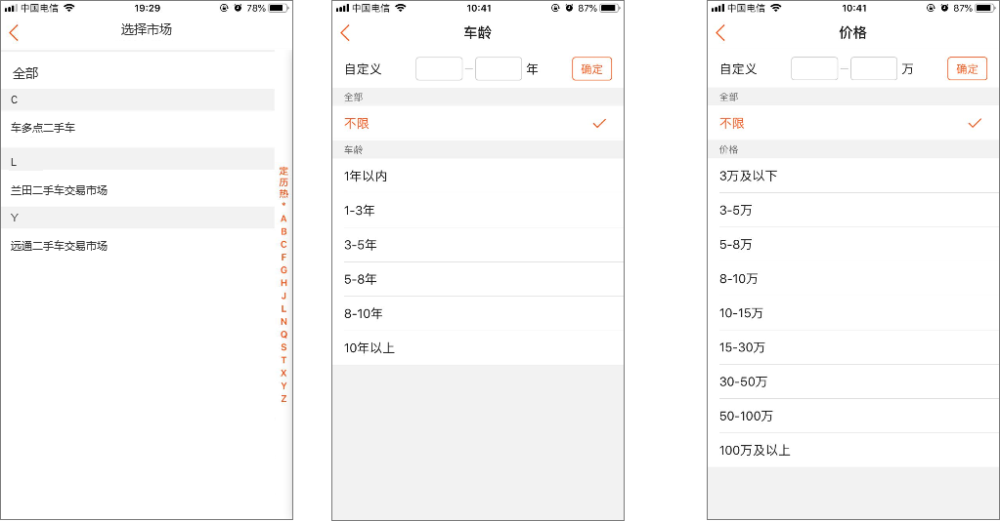 中国电信 19:29 78%
选择市场
全部
C
车多点二手车
L
兰田二手车交易市场
Y
远通二手车交易市场
定
历
热
*
A
B
C
F
G
H
J
L
N
Q
S
T
X
Y
Z
中国电信 10:41 87%
车龄
自定义 — 年 确定
全部
不限
车龄
1年以内
1-3年
3-5年
5-8年
8-10年
10年以上
中国电信 10:41 87%
价格
自定义 — 万 确定
全部
不限
价格
3万及以下
3-5万
5-8万
8-10万
10-15万
15-30万
30-50万
50-100万
100万及以上